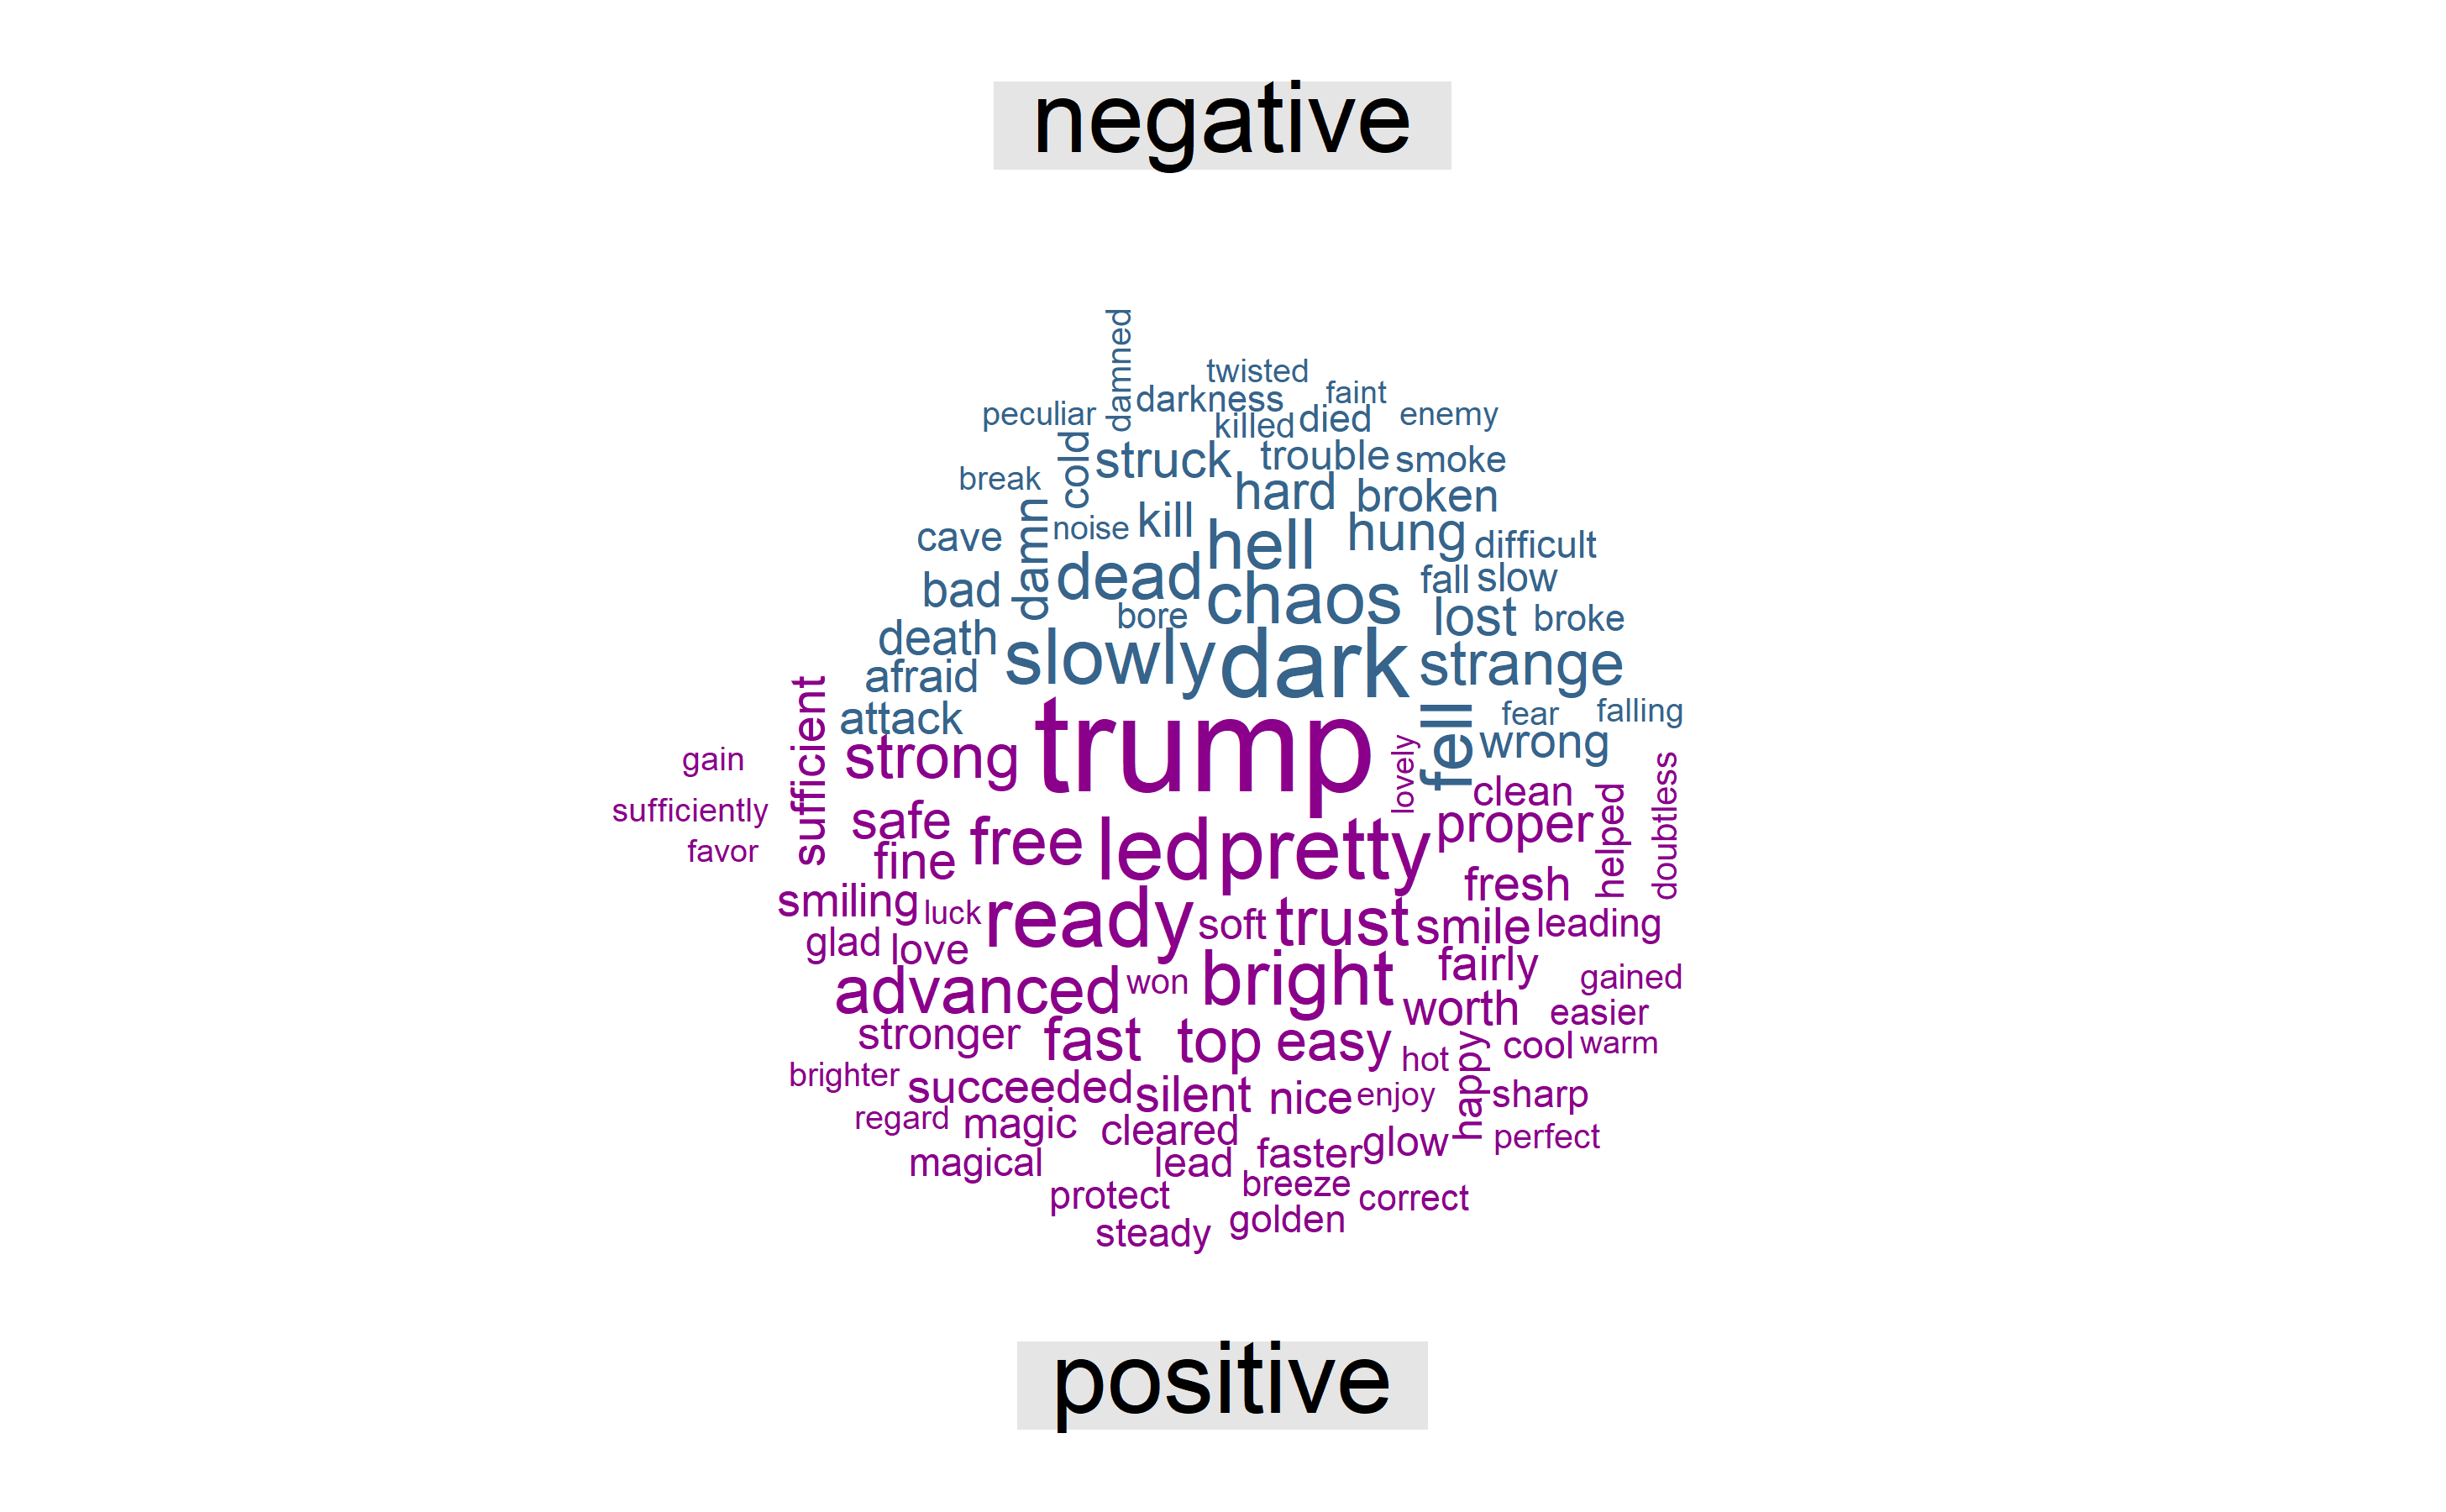 negative
damned
twisted
darkness faint
peculiar killed died enemy
cold struck trouble smoke
break hard broken
damn noise kill hell hung
cave difficult
dead chaos fall slow
bad bore lost broke
death slowly dark strange
afraid
sufficient attack trump fell fear falling
gain strong lovely wrong
sufficiently safe clean helped doubtless
favor fine free led pretty proper
smiling luck ready soft trust smile fresh leading
glad love
advanced won bright fairly gained
stronger fast top easy worth easier
hot happy cool warm
brighter succeeded silent nice enjoy sharp
regard magic cleared faster glow perfect
magical lead
protect breeze correct
steady golden
positive